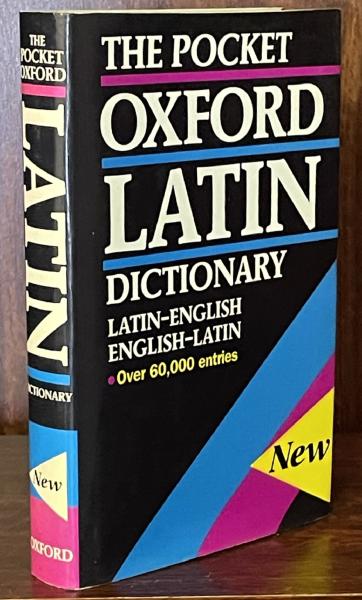 THE
POCKET
OXFORD
LATIN
DICTIONARY
New
OXFORD
THE POCKET
OXFORD
LATIN
DICTIONARY
LATIN-ENGLISH
ENGLISH-LATIN
• Over 60,000 entries
New